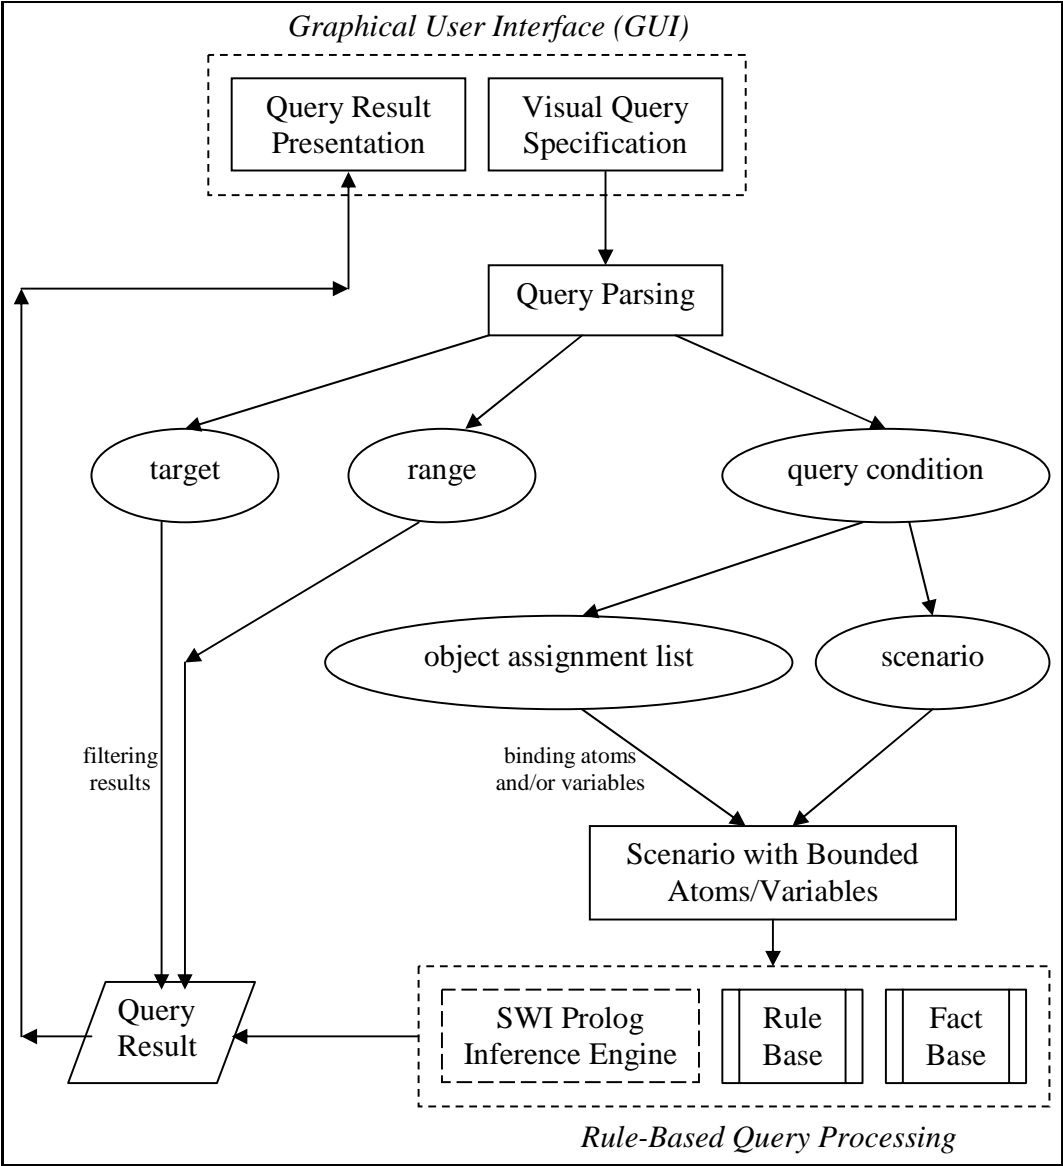 Graphical User Interface (GUI)
Query Result
Presentation
Visual Query
Specification
Query Parsing
target
range
query condition
object assignment list
scenario
filtering
results
binding atoms
and/or variables
Scenario with Bounded
Atoms/Variables
Query
Result
SWI Prolog
Inference Engine
Rule
Base
Fact
Base
Rule-Based Query Processing